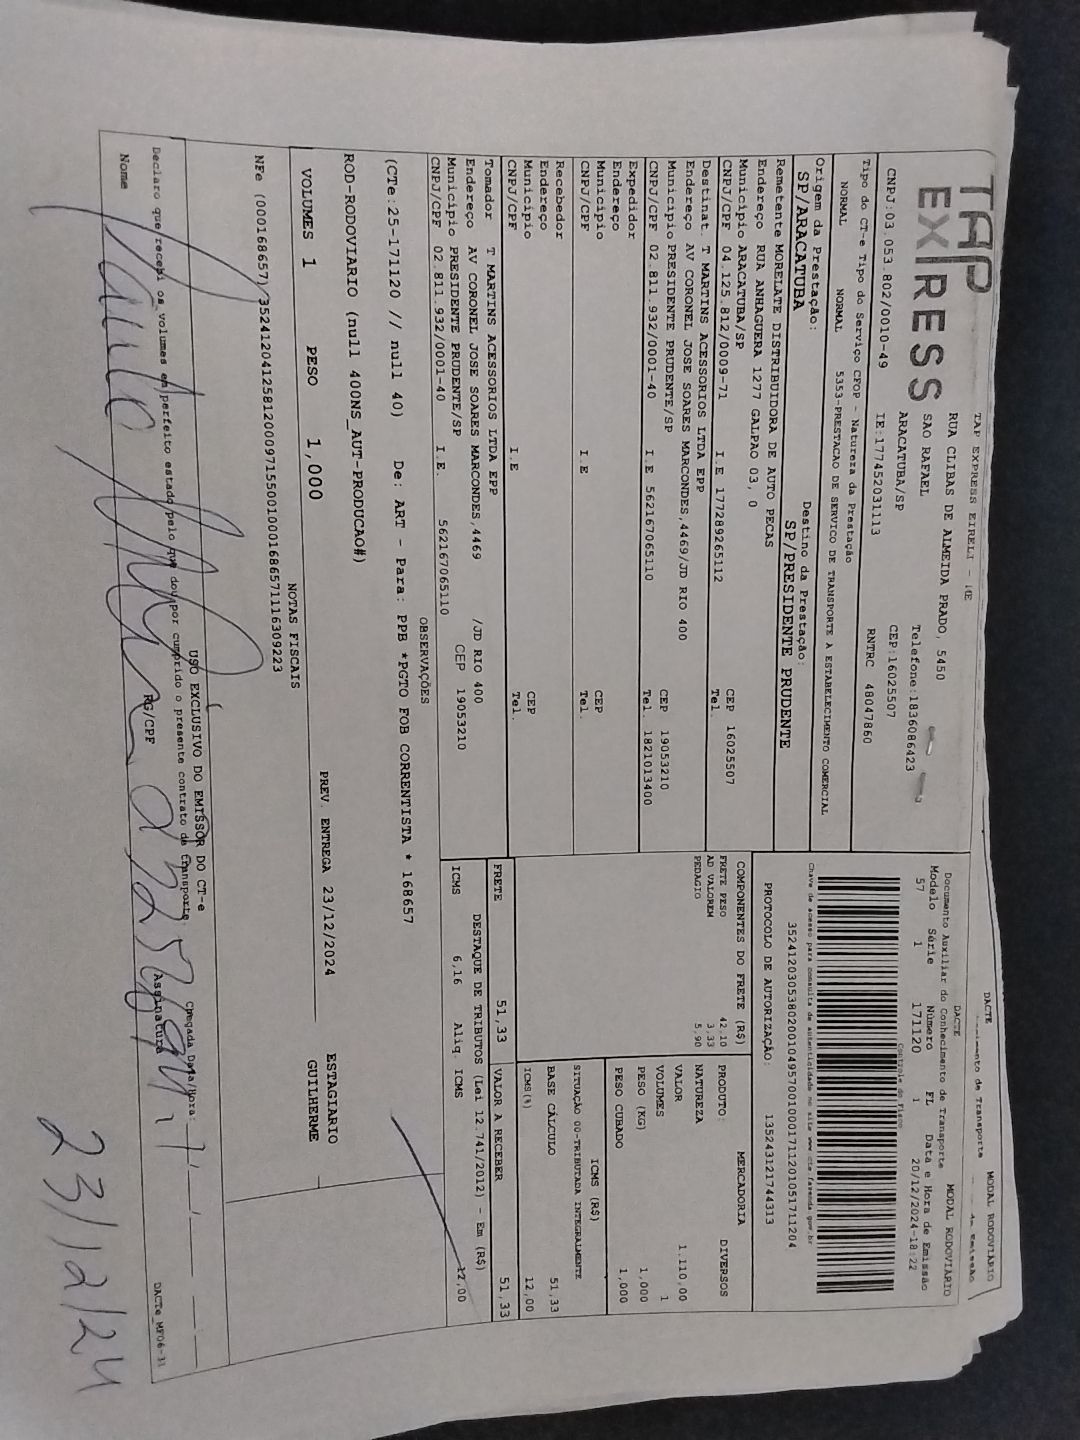 TAP EXPRESS
TAP EXPRESS EIRELI - ME
RUA CLIBAS DE ALMEIDA PRADO, 5450
SAO RAFAEL Telefone:1836086423
ARACATUBA/SP CEP:16025507
CNPJ:03.053.802/0010-49 IE:177452031113 RNTRC 48047860
Tipo do CT-e Tipo do Serviço CFOP - Natureza da Prestação
NORMAL NORMAL 5353-PRESTACAO DE SERVICO DE TRANSPORTE A ESTABELECIMENTO COMERCIAL
Origem da Prestação: Destino da Prestação:
SP/ARACATUBA SP/PRESIDENTE PRUDENTE
Remetente MORELATE DISTRIBUIDORA DE AUTO PECAS
Endereço RUA ANHAGUERA 1277 GALPAO 03, 0
Municipio ARACATUBA/SP CEP 16025507
CNPJ/CPF 04.125.812/0009-71 I.E 177289265112 Tel.
Destinat. T MARTINS ACESSORIOS LTDA EPP
Endereço AV CORONEL JOSE SOARES MARCONDES,4469/JD RIO 400
Municipio PRESIDENTE PRUDENTE/SP CEP 19053210
CNPJ/CPF 02.811.932/0001-40 I.E 562167065110 Tel. 1821013400
Expedidor
Endereço
Municipio CEP
CNPJ/CPF I.E Tel.
Recebedor
Endereço
Municipio CEP
CNPJ/CPF I.E Tel.
Tomador T MARTINS ACESSORIOS LTDA EPP
Endereço AV CORONEL JOSE SOARES MARCONDES,4469 /JD RIO 400
Municipio PRESIDENTE PRUDENTE/SP CEP 19053210
CNPJ/CPF 02.811.932/0001-40 I.E. 562167065110
DACTE MODAL RODOVIÁRIO
DACTE MODAL RODOVIÁRIO
Documento Auxiliar do Conhecimento de Transporte
Modelo Série Número FL Data e Hora de Emissão
57 1 171120 1 20/12/2024-18:22
Controle do Fisco
Chave de acesso para consulta de autenticidade no site www.cte.fazenda.gov.br
35241203053802001049570010001711201051711204
PROTOCOLO DE AUTORIZAÇÃO: 135243121744313
COMPONENTES DO FRETE (R$)
FRETE PESO 42,10
AD VALOREM 3,33
PEDAGIO 5,90
MERCADORIA
PRODUTO: DIVERSOS
NATUREZA
VALOR 1.110,00
VOLUMES 1
PESO (KG) 1,000
PESO CUBADO 1,000
ICMS (R$)
SITUAÇÃO 00-TRIBUTADA INTEGRALMENTE
BASE CÁLCULO 51,33
ICMS(%) 12,00
FRETE 51,33 VALOR A RECEBER 51,33
DESTAQUE DE TRIBUTOS (Lei 12.741/2012) - Em (R$)
ICMS 6,16 Aliq. ICMS 12,00
OBSERVAÇÕES
(CTe:25-171120 // null 40) De: ART - Para: PPB *PGTO FOB CORRENTISTA * 168657
ROD-RODOVIARIO (null 400NS_AUT-PRODUCAO#)
VOLUMES 1 PESO 1,000 PREV. ENTREGA 23/12/2024 ESTAGIARIO
GUILHERME
NOTAS FISCAIS
NFe (000168657) 35241204125812000971550010001686571116309223
USO EXCLUSIVO DO EMISSOR DO CT-e
Declaro que recebi os volumes em perfeito estado pelo que dou por cumprido o presente contrato de transporte. Chegada Data/Hora:
Nome RG/CPF Assinatura
DACTe_MF06-31
23/12/24